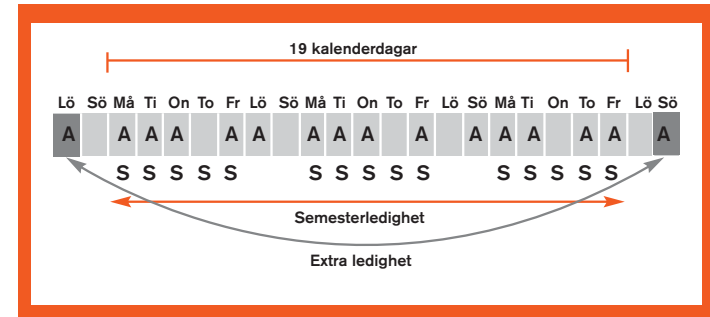 19 kalenderdagar
Lö Sö Må Ti On To Fr Lö Sö Må Ti On To Fr Lö Sö Må Ti On To Fr Lö Sö
A A A A A A A A A A A A A A A A
S S S S S S S S S S S S S S S
Semesterledighet
Extra ledighet